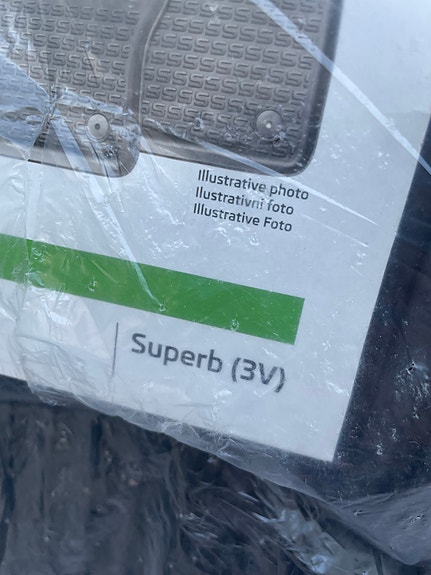 Illustrative photo
Ilustrativní foto
Illustrative Foto
Superb (3V)